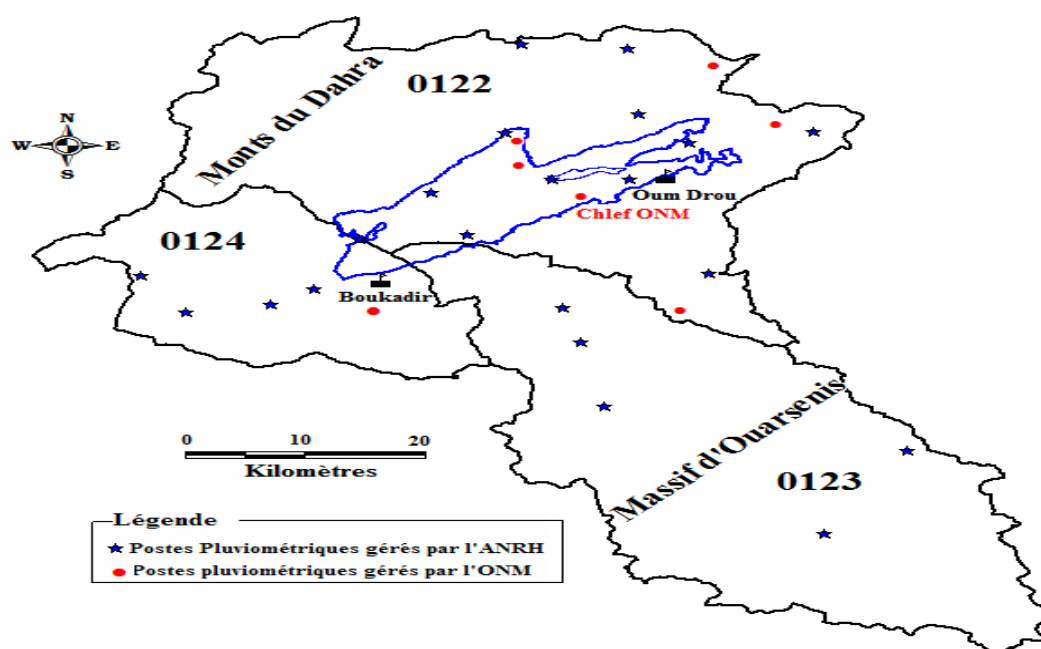 0122
Monts du Dahra
N
W E
S
Oum Drou
Chlef ONM
0124
Boukadir
0 10 20
Kilomètres
Massif d'Ouarsenis
0123
Légende
Postes Pluviométriques gérés par l'ANRH
Postes pluviométriques gérés par l'ONM